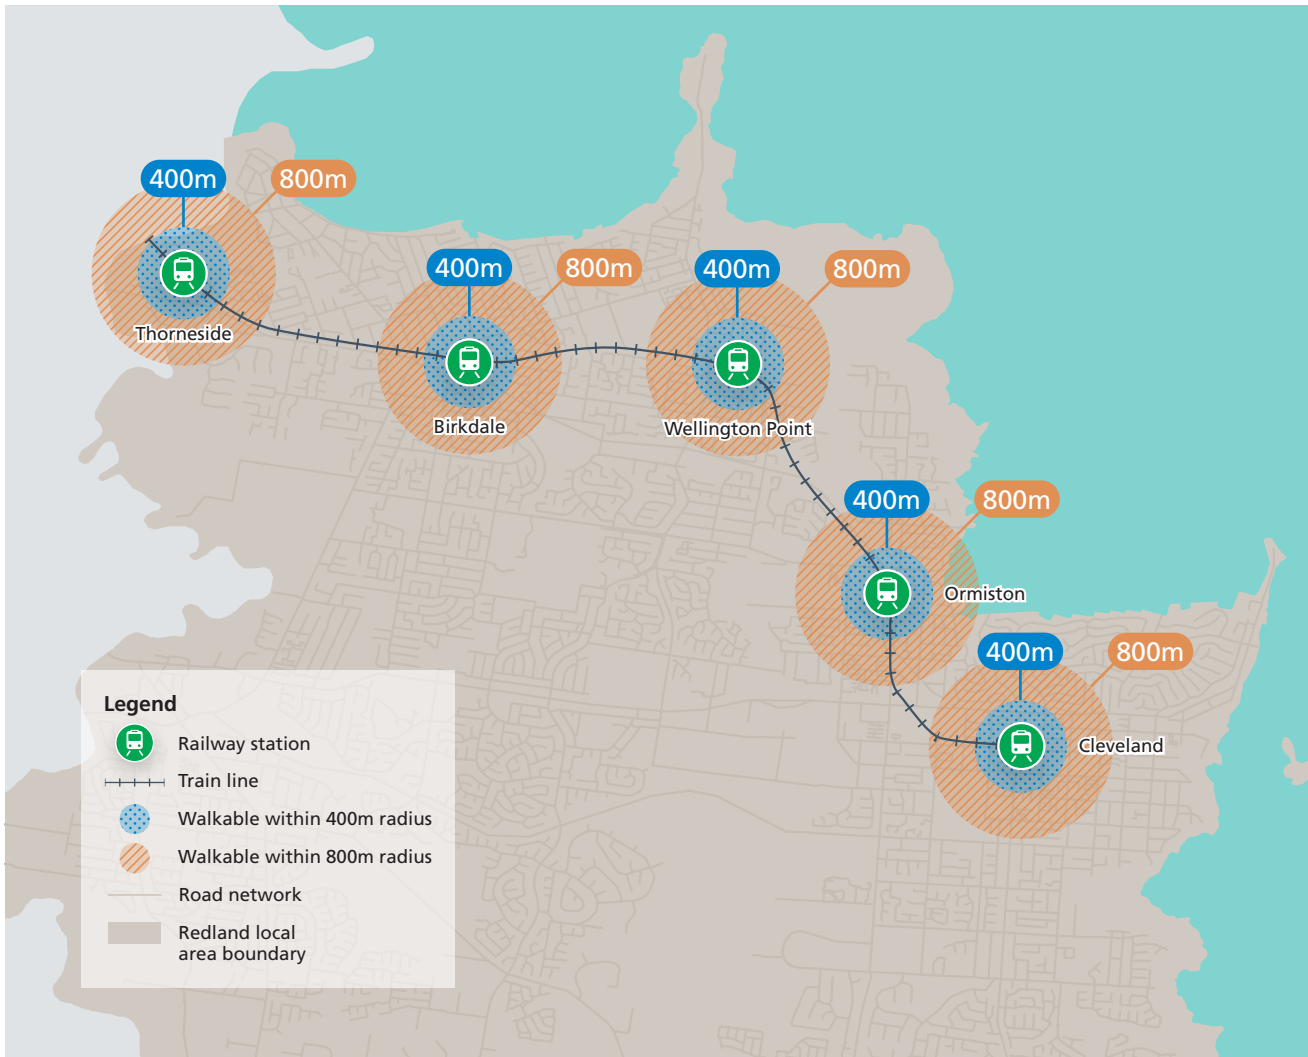 400m
800m
Thorneside
400m
800m
Birkdale
400m
800m
Wellington Point
400m
800m
Ormiston
400m
800m
Cleveland
Legend
Railway station
Train line
Walkable within 400m radius
Walkable within 800m radius
Road network
Redland local
area boundary